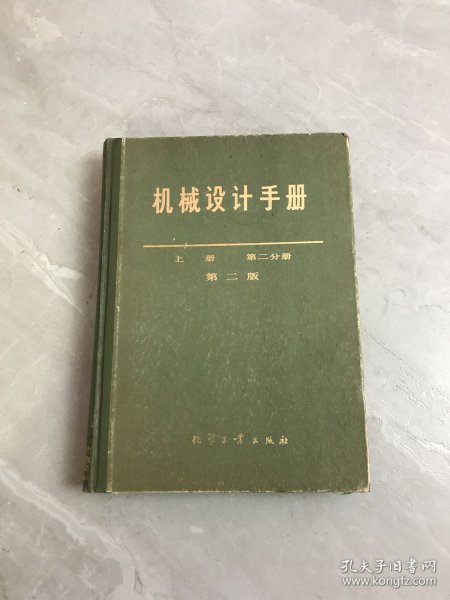 机械设计手册
上 册 第二分册
第二版
化学工业出版社
孔夫子旧书网
www.kongfz.com